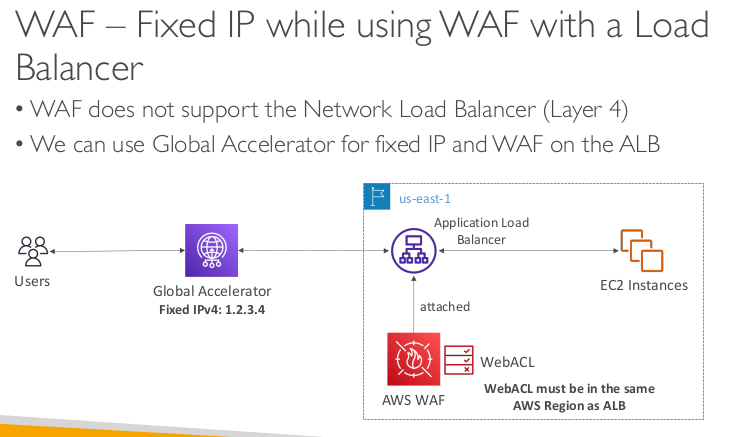 WAF – Fixed IP while using WAF with a Load
Balancer
• WAF does not support the Network Load Balancer (Layer 4)
• We can use Global Accelerator for fixed IP and WAF on the ALB
us-east-1
Application Load
Balancer
Users
Global Accelerator
Fixed IPv4: 1.2.3.4
EC2 Instances
attached
WebACL
AWS WAF
WebACL must be in the same
AWS Region as ALB